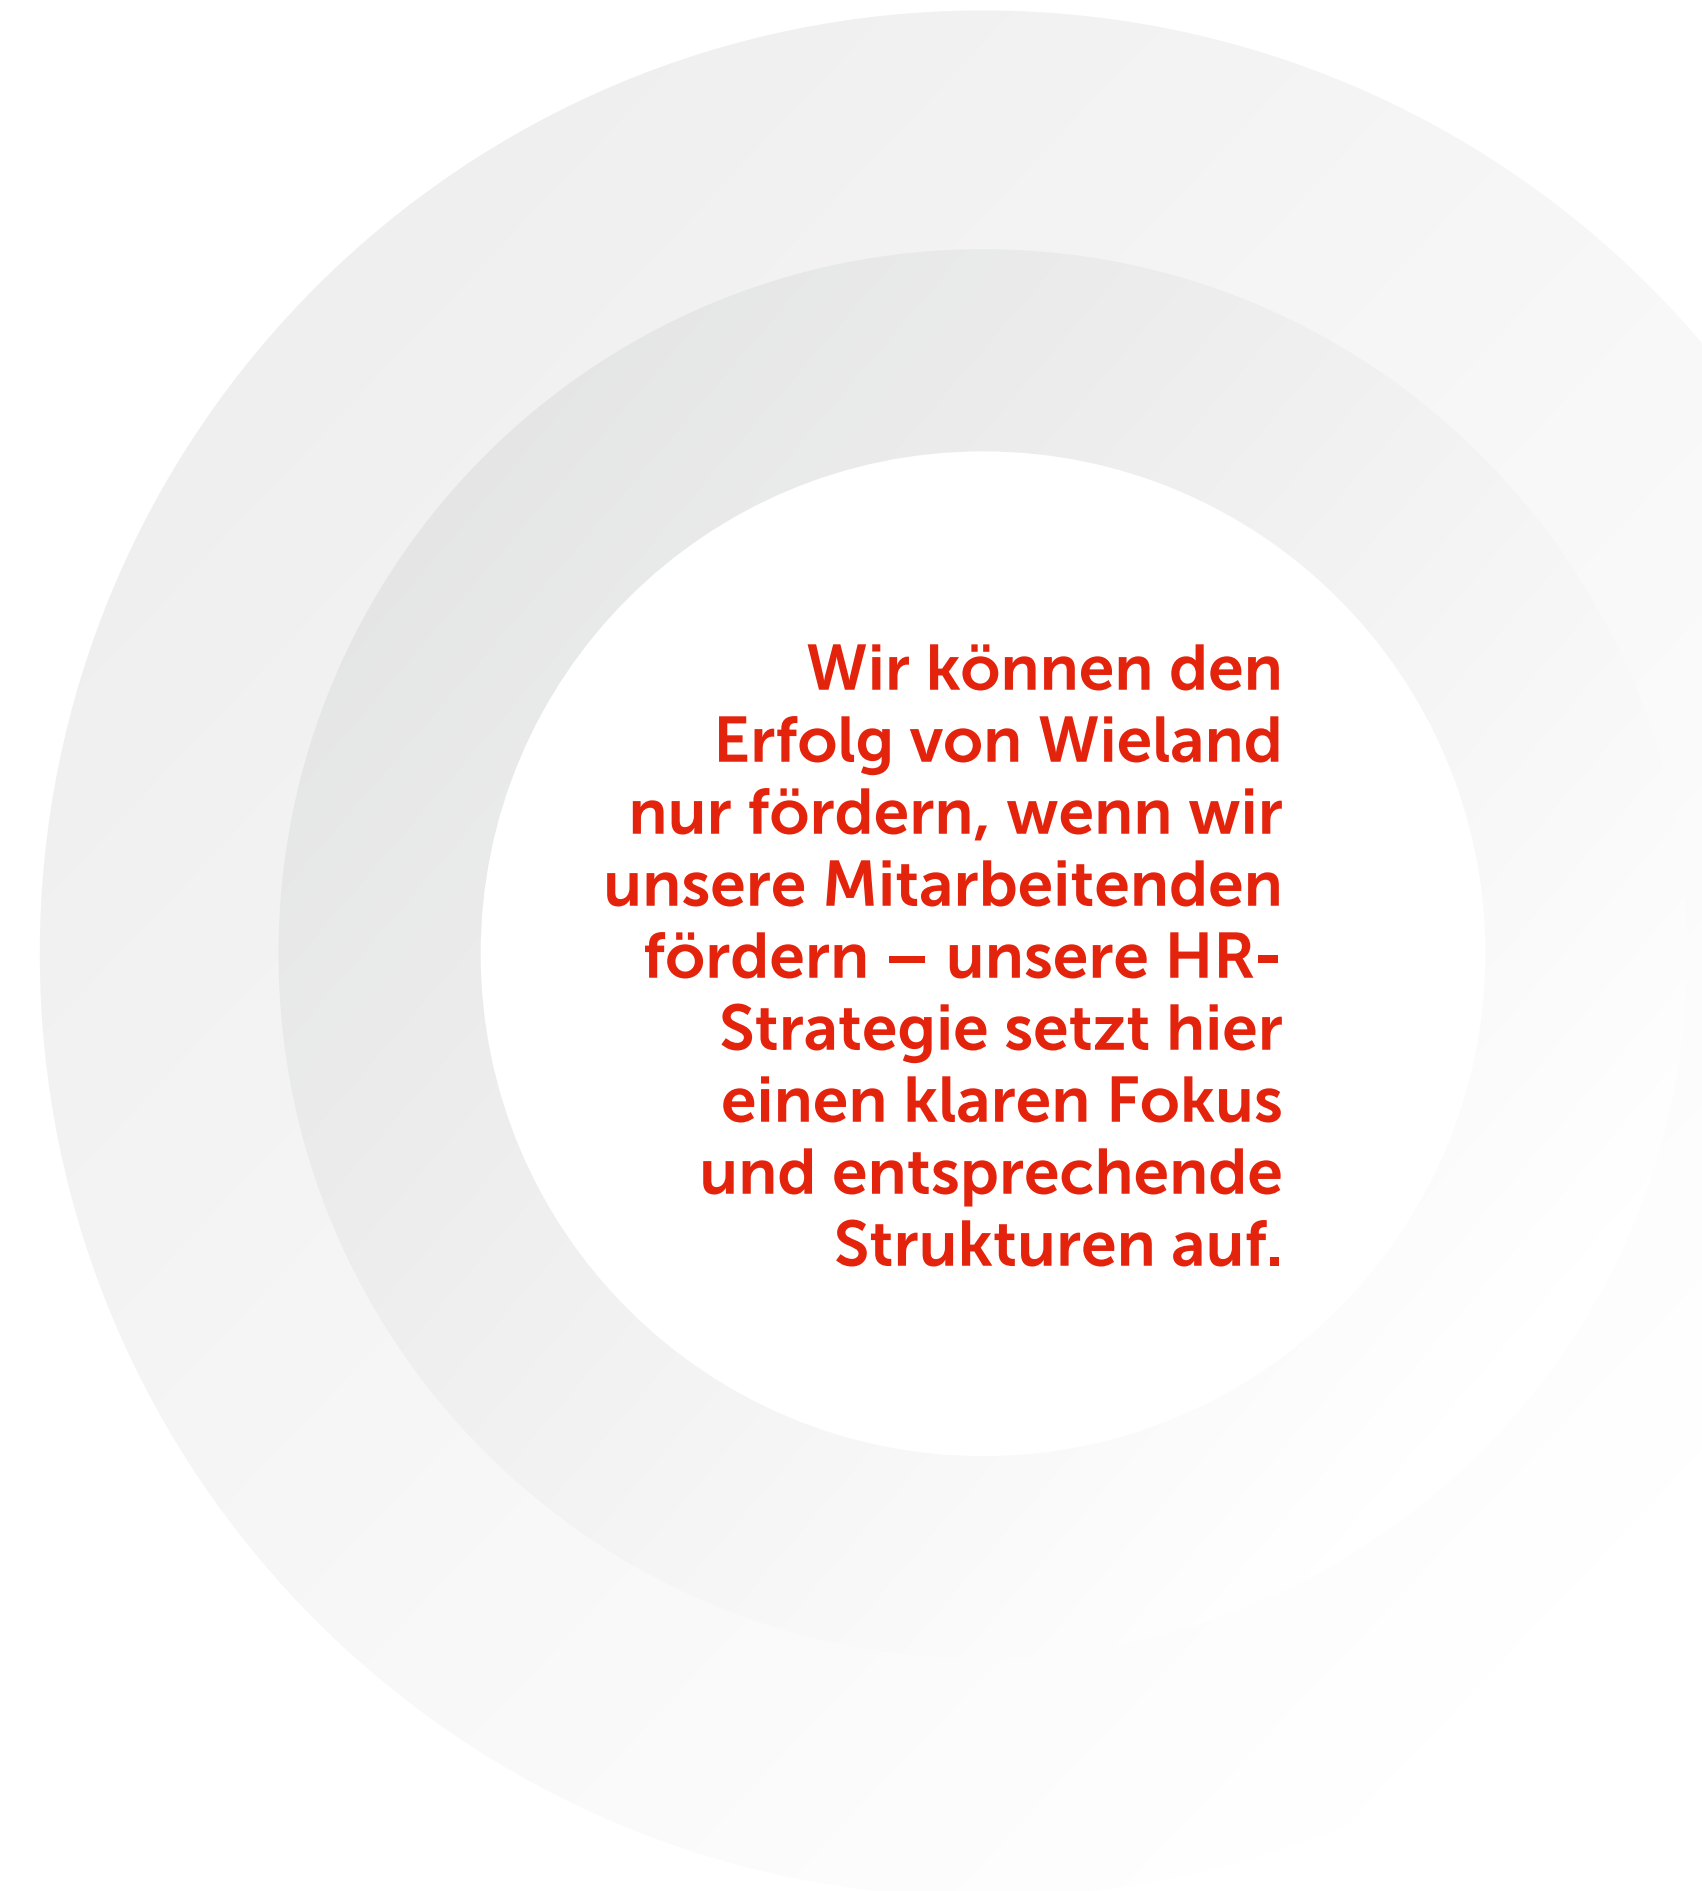 Wir können den
Erfolg von Wieland
nur fördern, wenn wir
unsere Mitarbeitenden
fördern – unsere HR-
Strategie setzt hier
einen klaren Fokus
und entsprechende
Strukturen auf.